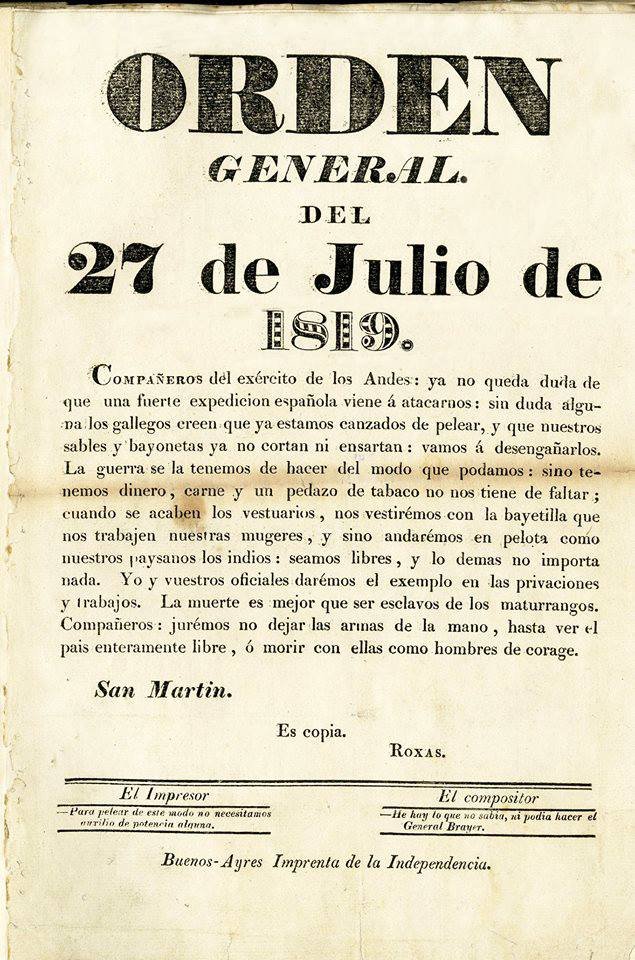 ORDEN
GENERAL.
DEL
27 de Julio de
1819.
COMPAÑEROS del exército de los Andes: ya no queda duda de
que una fuerte expedicion española viene á atacarnos: sin duda algu-
na los gallegos creen que ya estamos canzados de pelear, y que nuestros
sables y bayonetas ya no cortan ni ensartan: vamos á desengañarlos.
La guerra se la tenemos de hacer del modo que podamos: sino te-
nemos dinero, carne y un pedazo de tabaco no nos tiene de faltar;
cuando se acaben los vestuarios, nos vestirémos con la bayetilla que
nos trabajen nuestras mugeres, y sino andarémos en pelota como
nuestros paysanos los indios: seamos libres, y lo demas no importa
nada. Yo y vuestros oficiales darémos el exemplo en las privaciones
y trabajos. La muerte es mejor que ser esclavos de los maturrangos.
Compañeros: jurémos no dejar las armas de la mano, hasta ver el
pais enteramente libre, ó morir con ellas como hombres de corage.
San Martin.
Es copia.
ROXAS.
El Impresor
—Para pelear de este modo no necesitamos
auxilio de potencia alguna.
El compositor
—He hay lo que no sabia, ni podia hacer el
General Brayer.
Buenos-Ayres Imprenta de la Independencia.